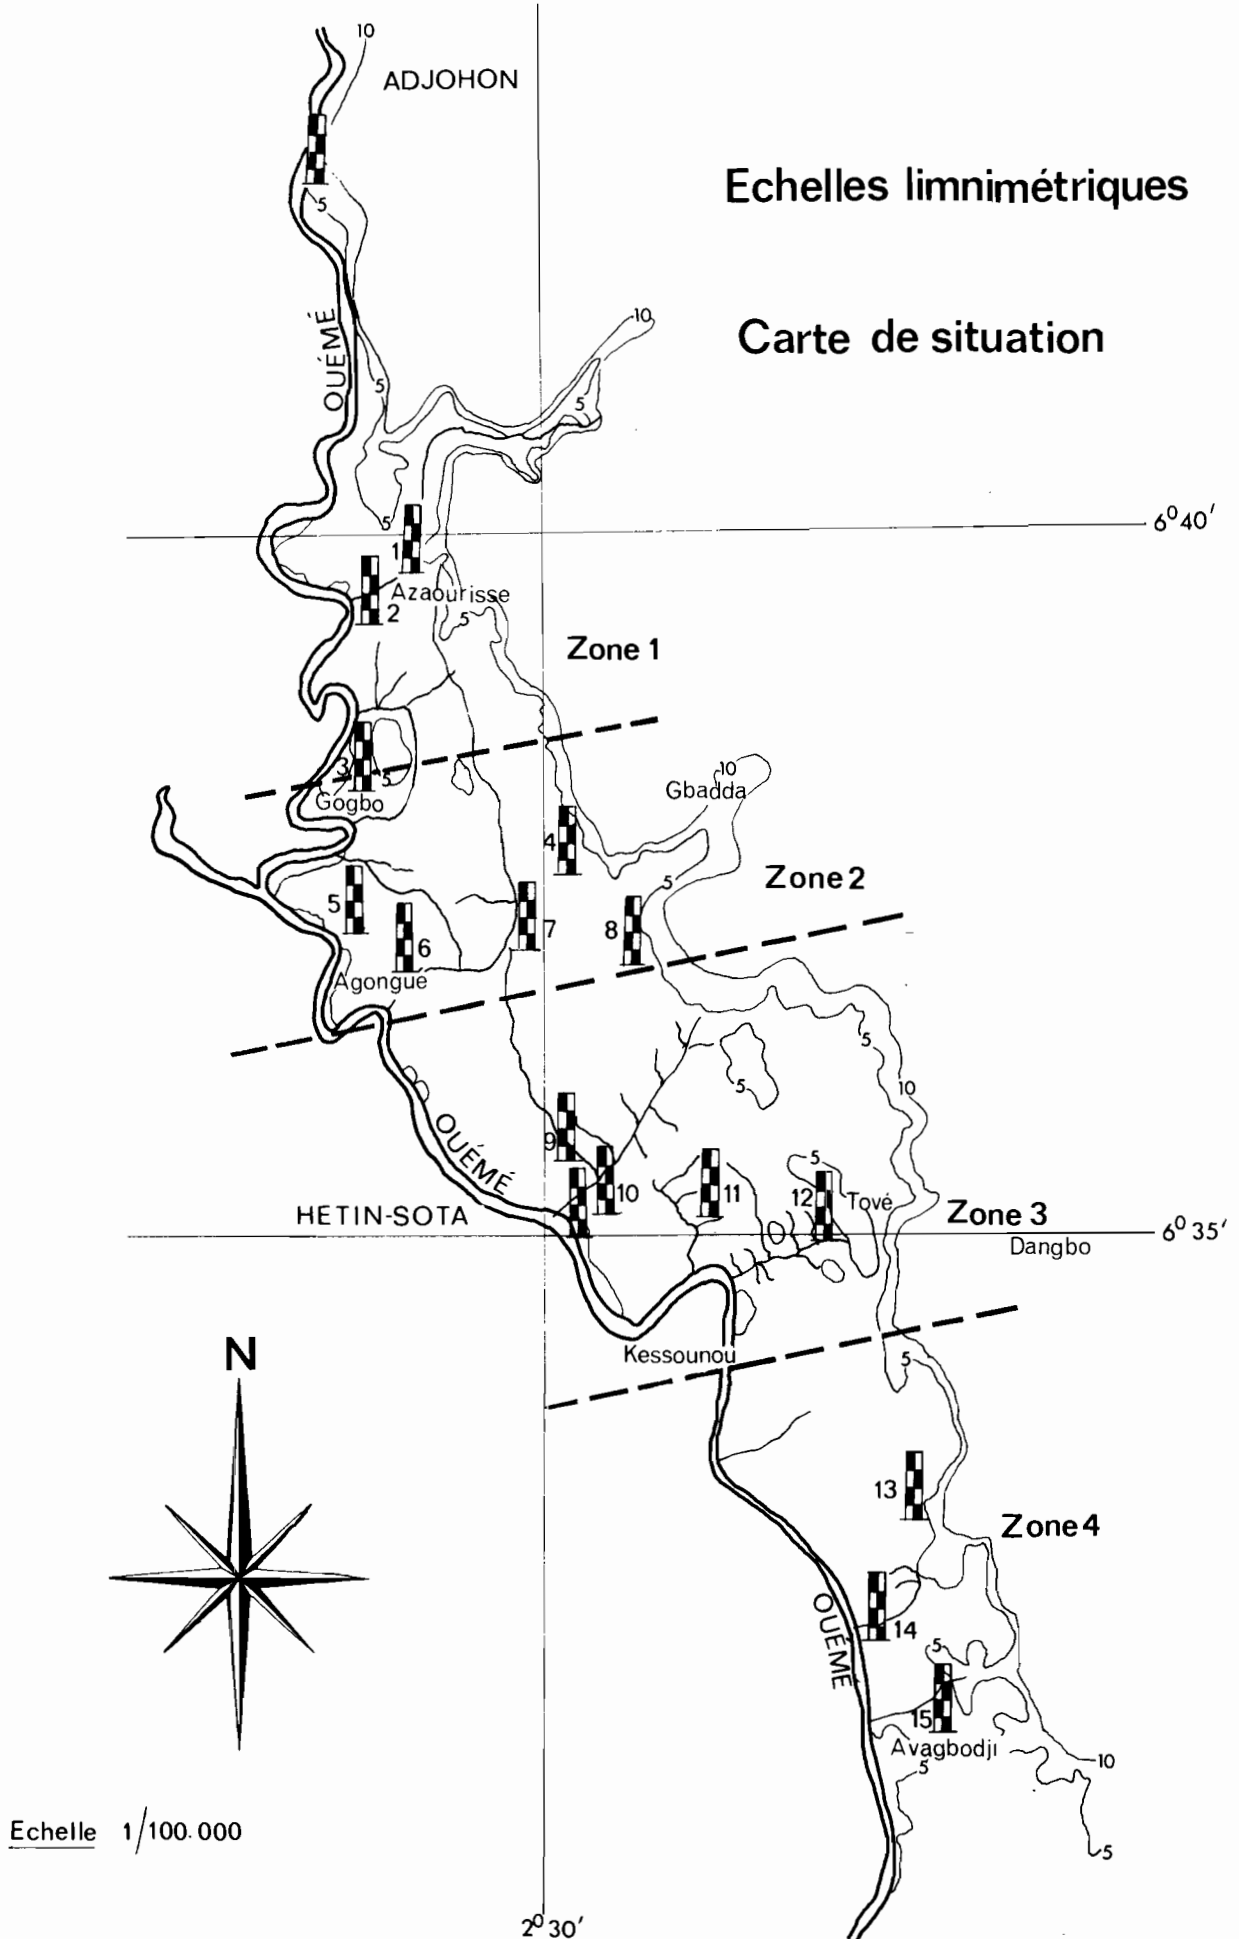 10
ADJOHON
Echelles limnimétriques
5
OUÉMÉ
10
Carte de situation
5
5
5
6° 40'
1
Azaourisse
2
5
Zone 1
3
5
10
Gbadda
Gogbo
4
Zone 2
5
5
7
8
6
Agongue
5
5
10
OUÉMÉ
9
5
10
11
12
Tové
HETIN-SOTA
Zone 3
6° 35'
Dangbo
N
Kessounou
5
13
Zone 4
OUÉMÉ
14
5
15
Avagbodji
10
5
Echelle 1/100.000
5
2° 30'